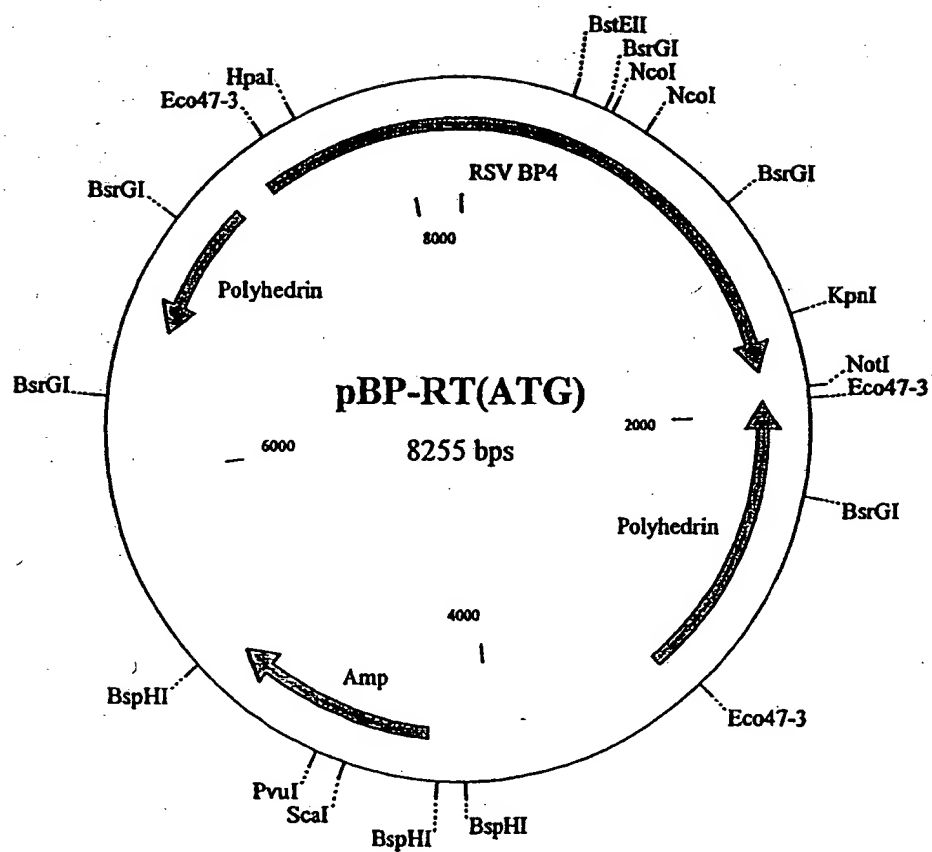 BstEII
BsrGI
NcoI
NcoI
HpaI
Eco47-3
BsrGI
RSV BP4
BsrGI
8000
Polyhedrin
KpnI
BsrGI
pBP-RT(ATG)
NotI
Eco47-3
2000
6000
8255 bps
BsrGI
Polyhedrin
4000
Amp
BspHI
Eco47-3
PvuI
ScaI
BspHI
BspHI